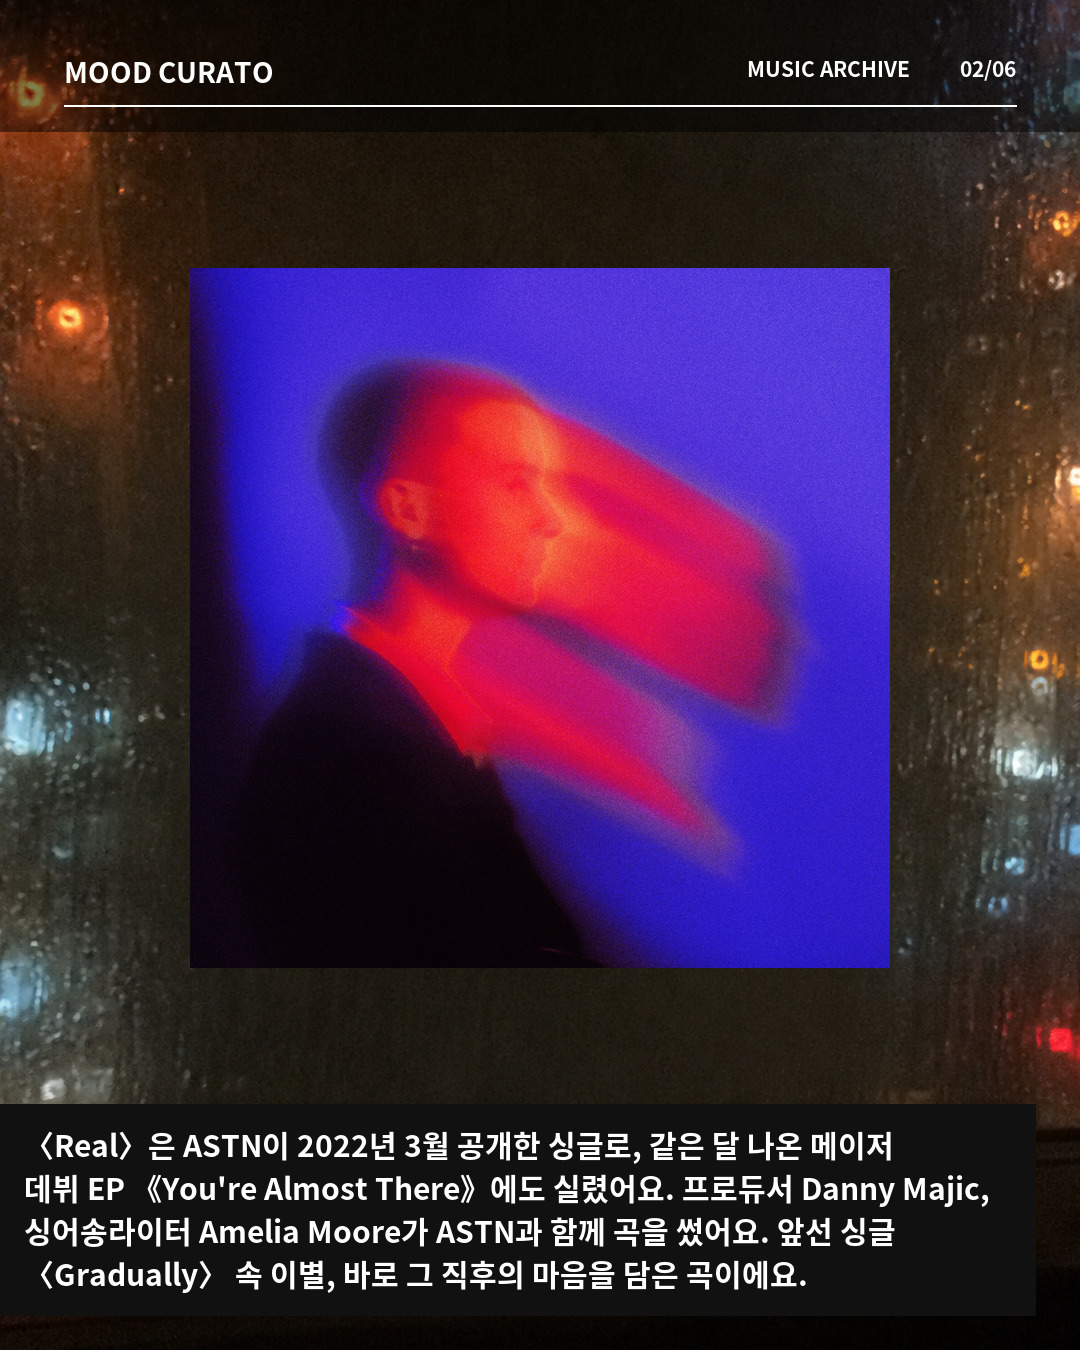 MOOD CURATO
MUSIC ARCHIVE 02/06
〈Real〉은 ASTN이 2022년 3월 공개한 싱글로, 같은 달 나온 메이저
데뷔 EP 《You're Almost There》에도 실렸어요. 프로듀서 Danny Majic,
싱어송라이터 Amelia Moore가 ASTN과 함께 곡을 썼어요. 앞선 싱글
〈Gradually〉 속 이별, 바로 그 직후의 마음을 담은 곡이에요.